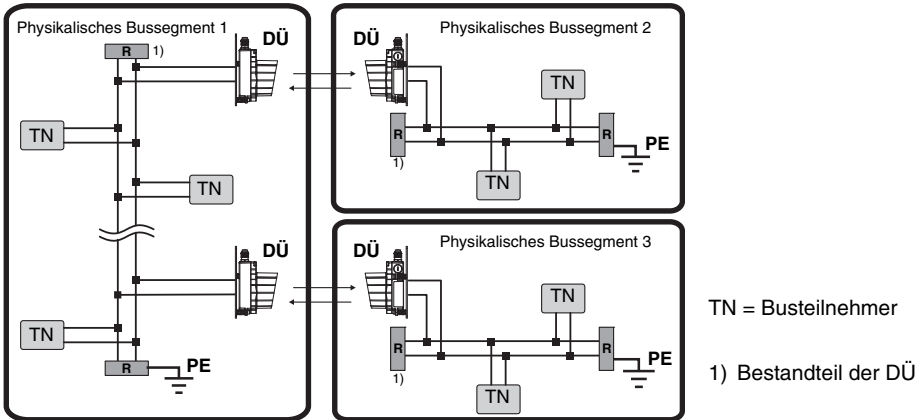 Physikalisches Bussegment 1
R 1)
DÜ
TN
TN
DÜ
TN
R
PE
Physikalisches Bussegment 2
DÜ
TN
R
R
PE
1)
TN
Physikalisches Bussegment 3
DÜ
TN
R
R
PE
1)
TN
TN = Busteilnehmer
1) Bestandteil der DÜ